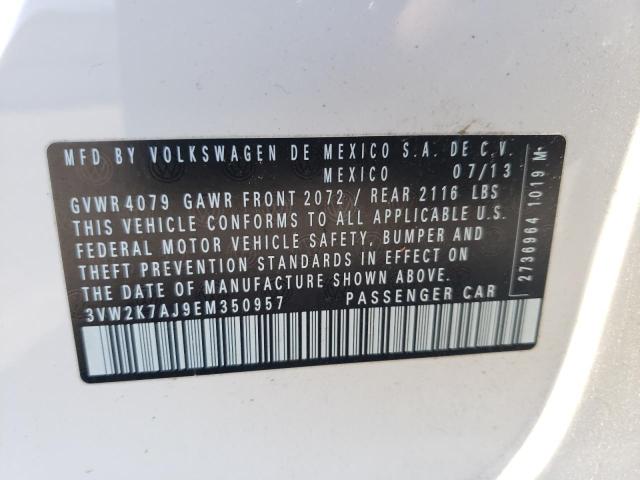 MFD BY VOLKSWAGEN DE MEXICO S.A. DE C.V.
MEXICO 07/13
GVWR 4079 GAWR FRONT 2072 / REAR 2116 LBS
THIS VEHICLE CONFORMS TO ALL APPLICABLE U.S.
FEDERAL MOTOR VEHICLE SAFETY, BUMPER AND
THEFT PREVENTION STANDARDS IN EFFECT ON
THE DATE OF MANUFACTURE SHOWN ABOVE.
3VW2K7AJ9EM350957 PASSENGER CAR
2736964 1019 M